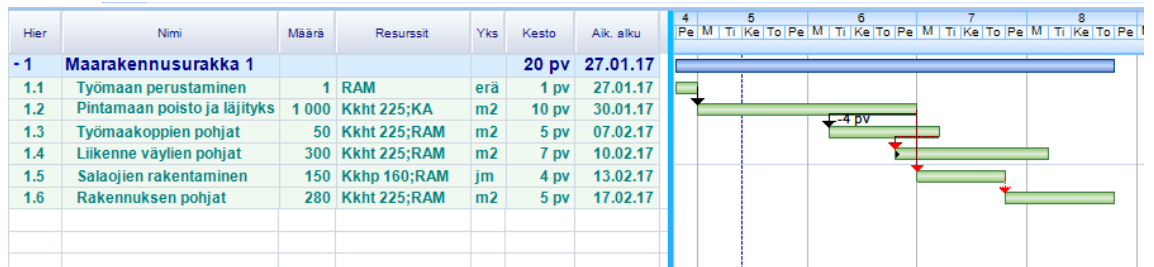 4 5 6 7 8
Hier Nimi Määrä Resurssit Yks Kesto Aik. alku Pe M Ti Ke To Pe M Ti Ke To Pe M Ti Ke To Pe M Ti Ke To Pe
- 1 Maarakennusurakka 1 20 pv 27.01.17
1.1 Työmaan perustaminen 1 RAM erä 1 pv 27.01.17
1.2 Pintamaan poisto ja läjityks 1 000 Kkht 225;KA m2 10 pv 30.01.17
1.3 Työmaakoppien pohjat 50 Kkht 225;RAM m2 5 pv 07.02.17 -4 pv
1.4 Liikenne väylien pohjat 300 Kkht 225;RAM m2 7 pv 10.02.17
1.5 Salaojien rakentaminen 150 Kkhp 160;RAM jm 4 pv 13.02.17
1.6 Rakennuksen pohjat 280 Kkht 225;RAM m2 5 pv 17.02.17